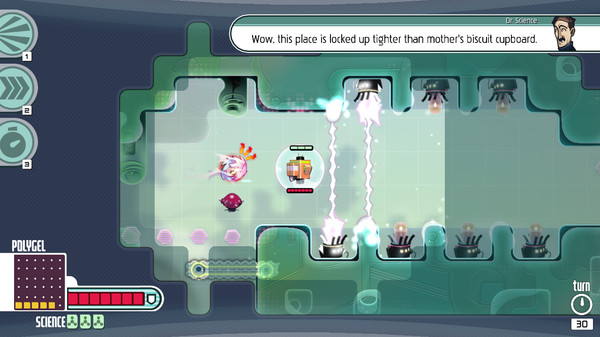 Dr. Science
Wow, this place is locked up tighter than mother's biscuit cupboard.
1
2
3
POLYGEL
SCIENCE
turn
30